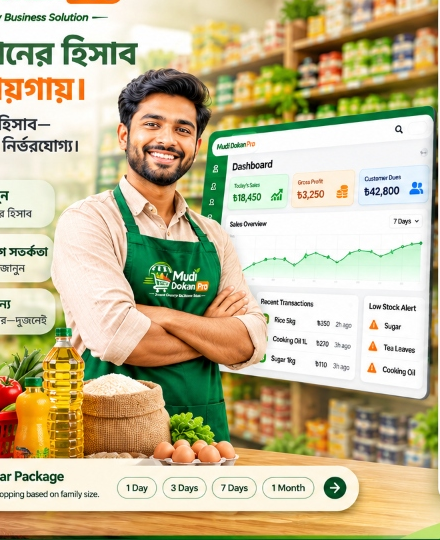 Business Solution
হিসাব
হিসাব—
নির্ভরযোগ্য।
হিসাব
সতর্কতা
জানুন
দুজনেই
Mudi Dokan Pro
Dashboard
Today's Sales
৳18,450
Gross Profit
৳3,250
Customer Dues
৳42,800
Sales Overview
7 Days
Mudi
Dokan Pro
Recent Transactions
Rice 5kg ৳350 2h ago
Cooking Oil 1L ৳270 3h ago
Sugar 1kg ৳110 3h ago
Low Stock Alert
Sugar
Tea Leaves
Cooking Oil
Package
based on family size.
1 Day
3 Days
7 Days
1 Month